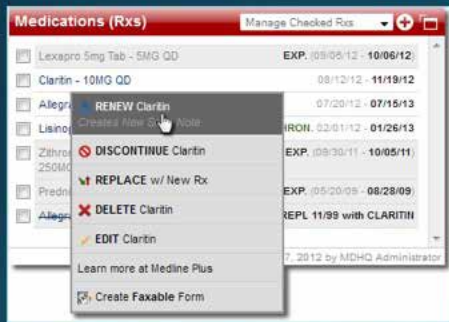 Medications (Rxs)
Manage Checked Rxs
Lexapro 5mg Tab - 5MG QD EXP. (09/05/12 - 10/06/12)
Claritin - 10MG QD 08/12/12 - 11/19/12
Allegr 07/20/12 - 07/15/13
RENEW Claritin
Creates New Note
Lisino HRON. 02/01/12 - 01/26/13
DISCONTINUE Claritin
Zithro EXP. (09/30/11 - 10/05/11)
250M
REPLACE w/ New Rx
Predn EXP. (05/20/09 - 08/28/09)
DELETE Claritin
Allegr REPL 11/99 with CLARITIN
EDIT Claritin
7, 2012 by MDHQ Administrator
Learn more at Medline Plus
Create Faxable Form